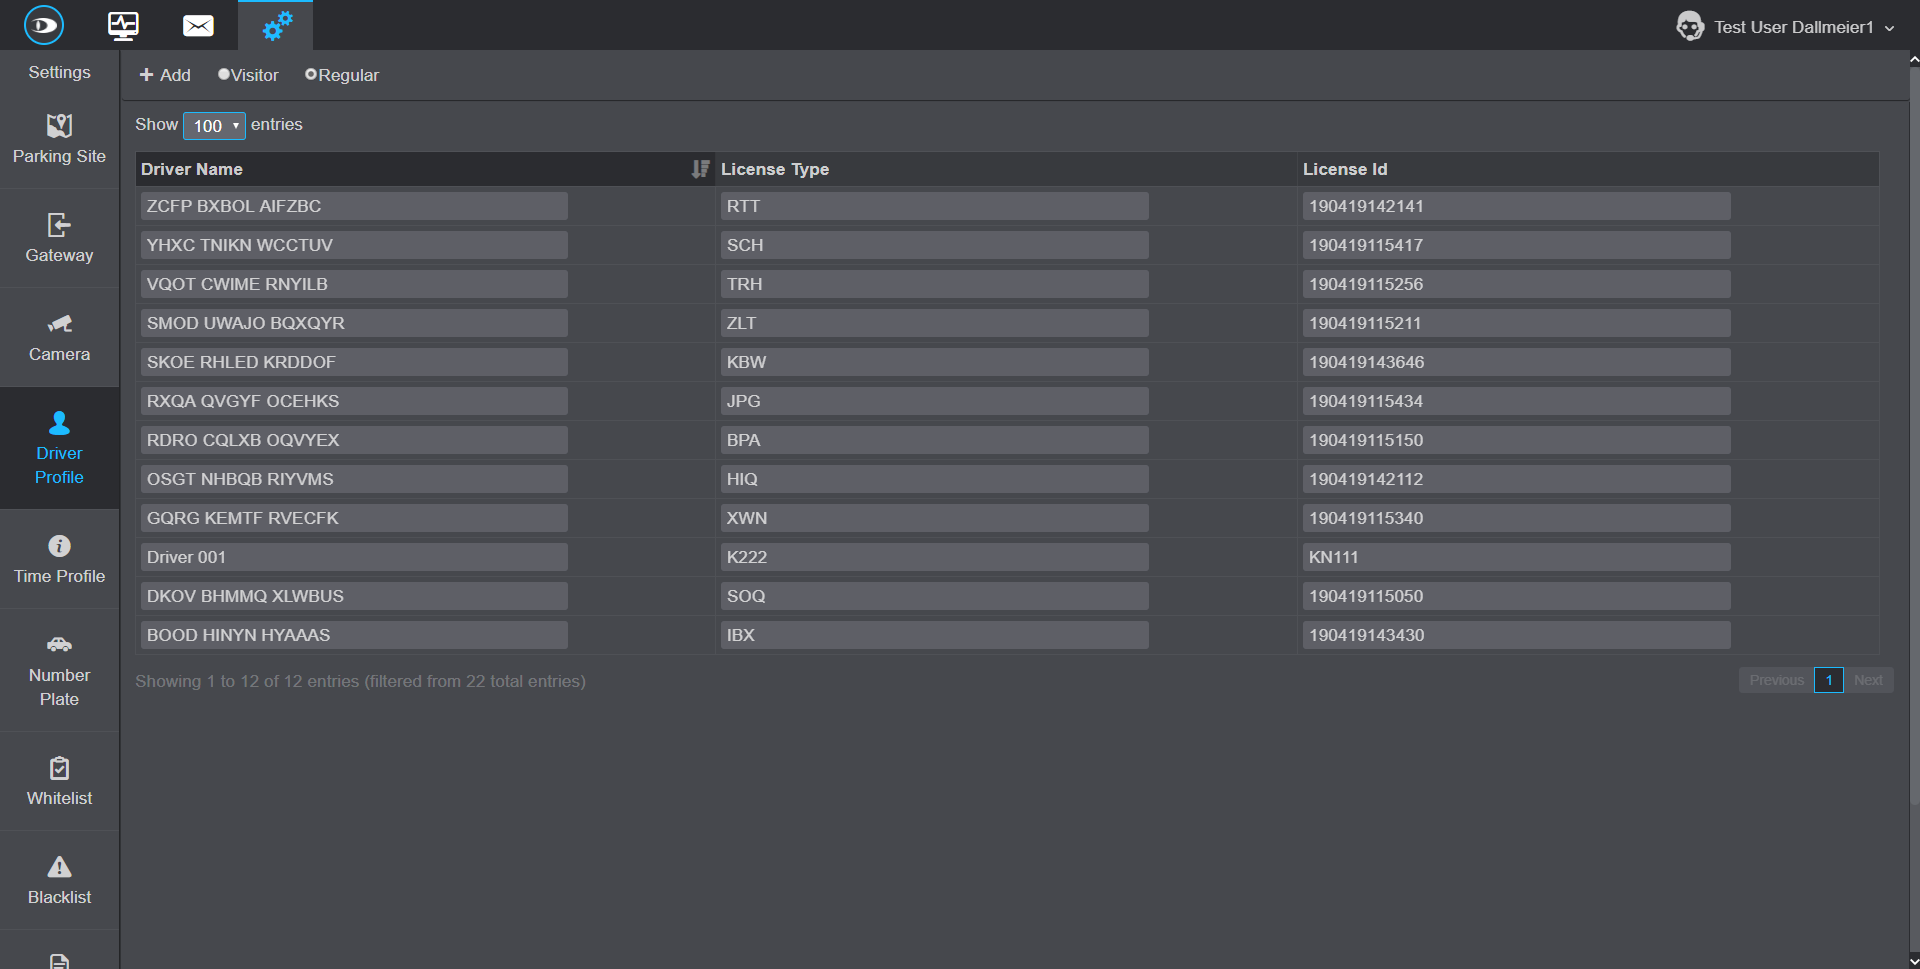 Test User Dallmeier1
Settings
Parking Site
Gateway
Camera
Driver
Profile
Time Profile
Number
Plate
Whitelist
Blacklist
+ Add Visitor Regular
Show 100 entries
Driver Name License Type License Id
ZCFP BXBOL AIFZBC RTT 190419142141
YHXC TNIKN WCCTUV SCH 190419115417
VQOT CWIME RNYILB TRH 190419115256
SMOD UWAJO BQXQYR ZLT 190419115211
SKOE RHLED KRDDOF KBW 190419143646
RXQA QVGYF OCEHKS JPG 190419115434
RDRO CQLXB OQVYEX BPA 190419115150
OSGT NHBQB RIYVMS HIQ 190419142112
GQRG KEMTF RVECFK XWN 190419115340
Driver 001 K222 KN111
DKOV BHMMQ XLWBUS SOQ 190419115050
BOOD HINYN HYAAAS IBX 190419143430
Showing 1 to 12 of 12 entries (filtered from 22 total entries)
Previous 1 Next